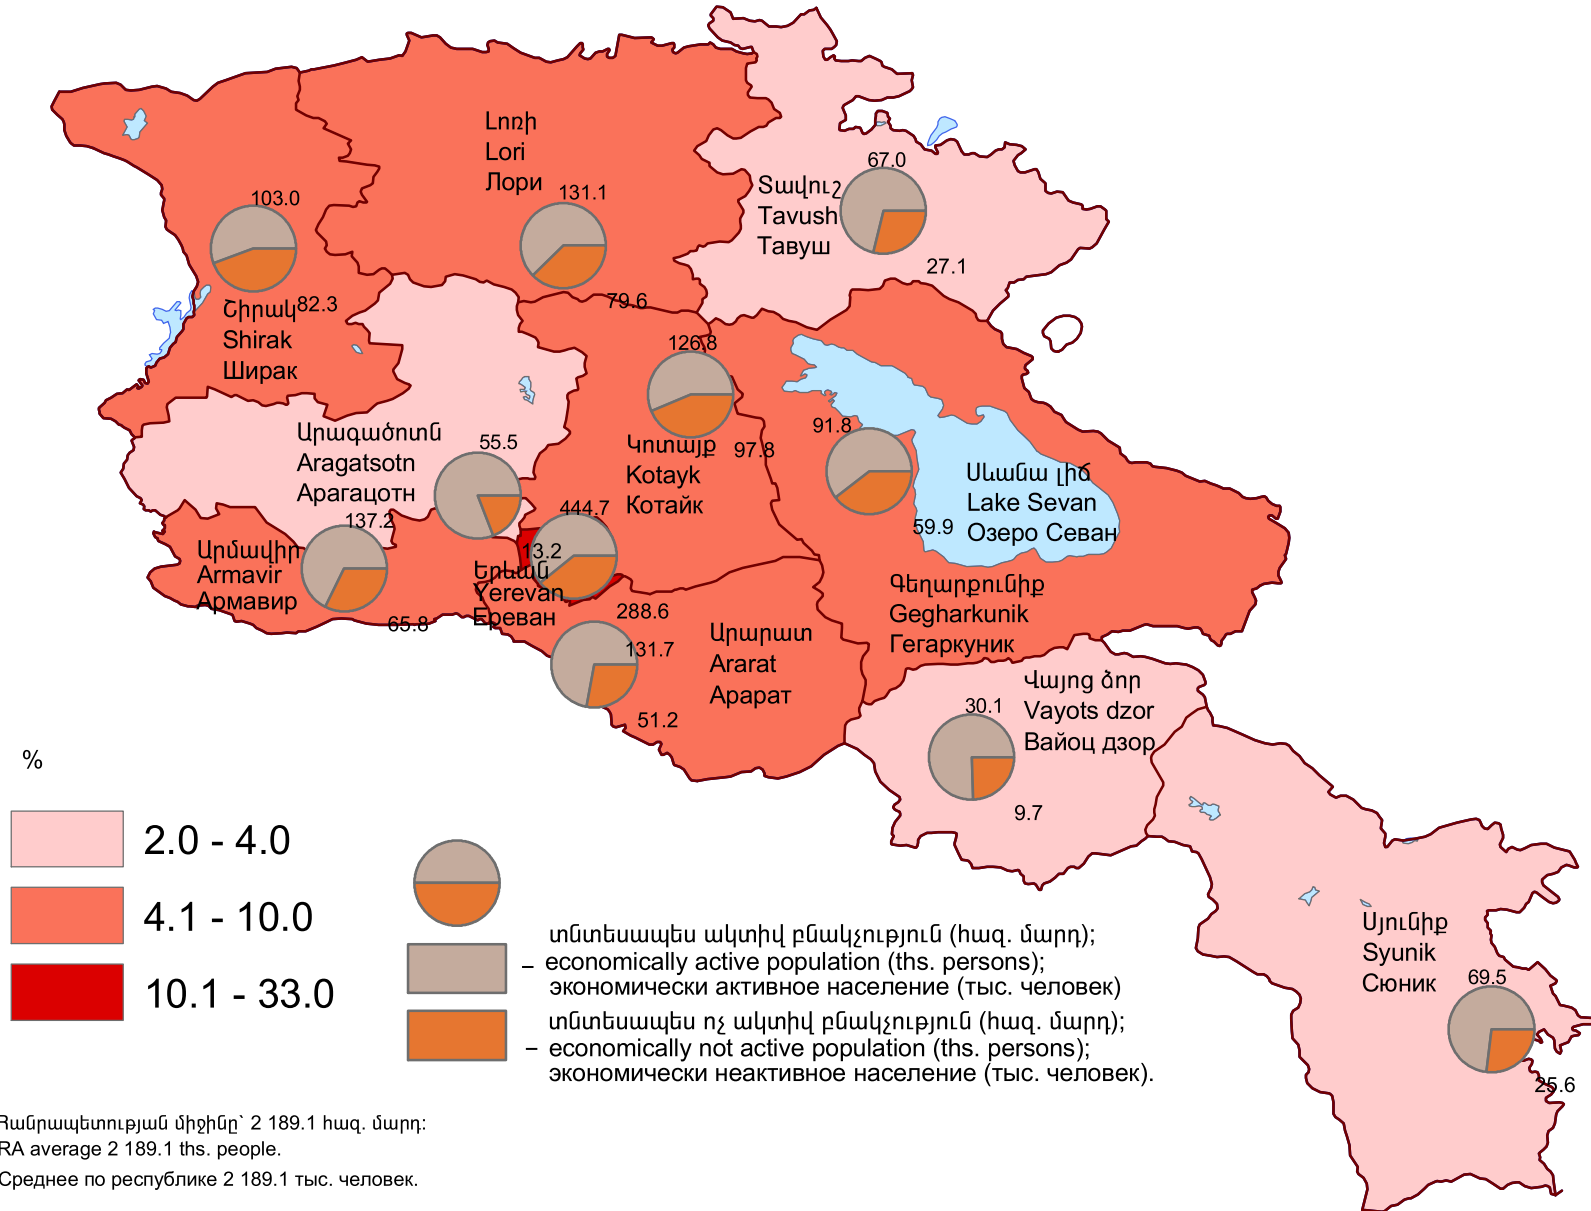 Լոռի
Lori
Лори
131.1
79.6
103.0
82.3
Շիրակ
Shirak
Ширак
67.0
Տավուշ
Tavush
Тавуш
27.1
126.8
Կոտայք
Kotayk
Котайк
97.8
55.5
Արագածոտն
Aragatsotn
Арагацотн
13.2
91.8
59.9
Սևանա լիճ
Lake Sevan
Озеро Севан
Գեղարքունիք
Gegharkunik
Гегаркуник
137.2
Արմավիր
Armavir
Армавир
65.8
444.7
Երևան
Yerevan
Ереван
288.6
131.7
Արարատ
Ararat
Арарат
51.2
30.1
Վայոց ձոր
Vayots dzor
Вайоц дзор
9.7
Սյունիք
Syunik
Сюник
69.5
25.6
%
2.0 - 4.0
4.1 - 10.0
10.1 - 33.0
տնտեսապես ակտիվ բնակչություն (հազ. մարդ);
– economically active population (ths. persons);
экономически активное население (тыс. человек)
տնտեսապես ոչ ակտիվ բնակչություն (հազ. մարդ);
– economically not active population (ths. persons);
экономически неактивное население (тыс. человек).
Հանրապետության միջինը` 2 189.1 հազ. մարդ:
RA average 2 189.1 ths. people.
Среднее по республике 2 189.1 тыс. человек.